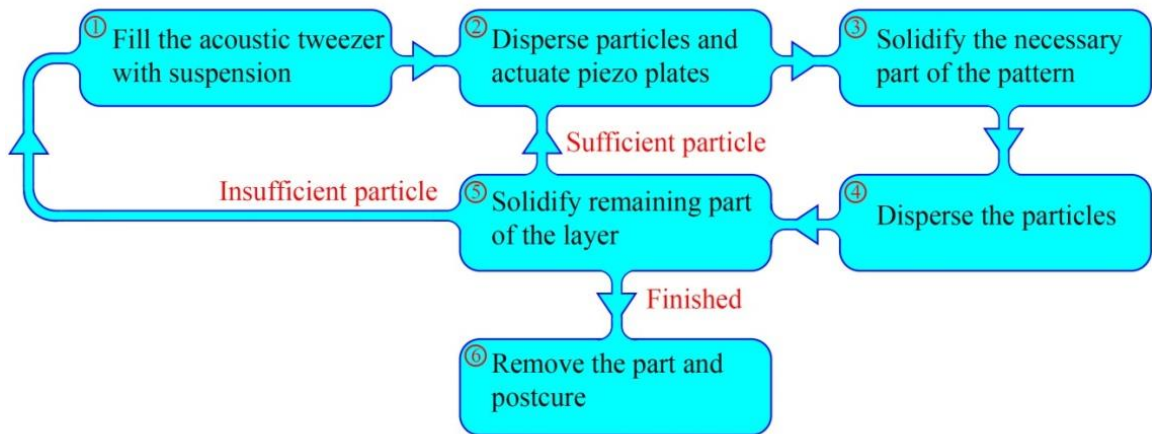 ① Fill the acoustic tweezer
with suspension
② Disperse particles and
actuate piezo plates
③ Solidify the necessary
part of the pattern
Sufficient particle
Insufficient particle
④ Disperse the particles
⑤ Solidify remaining part
of the layer
Finished
⑥ Remove the part and
postcure